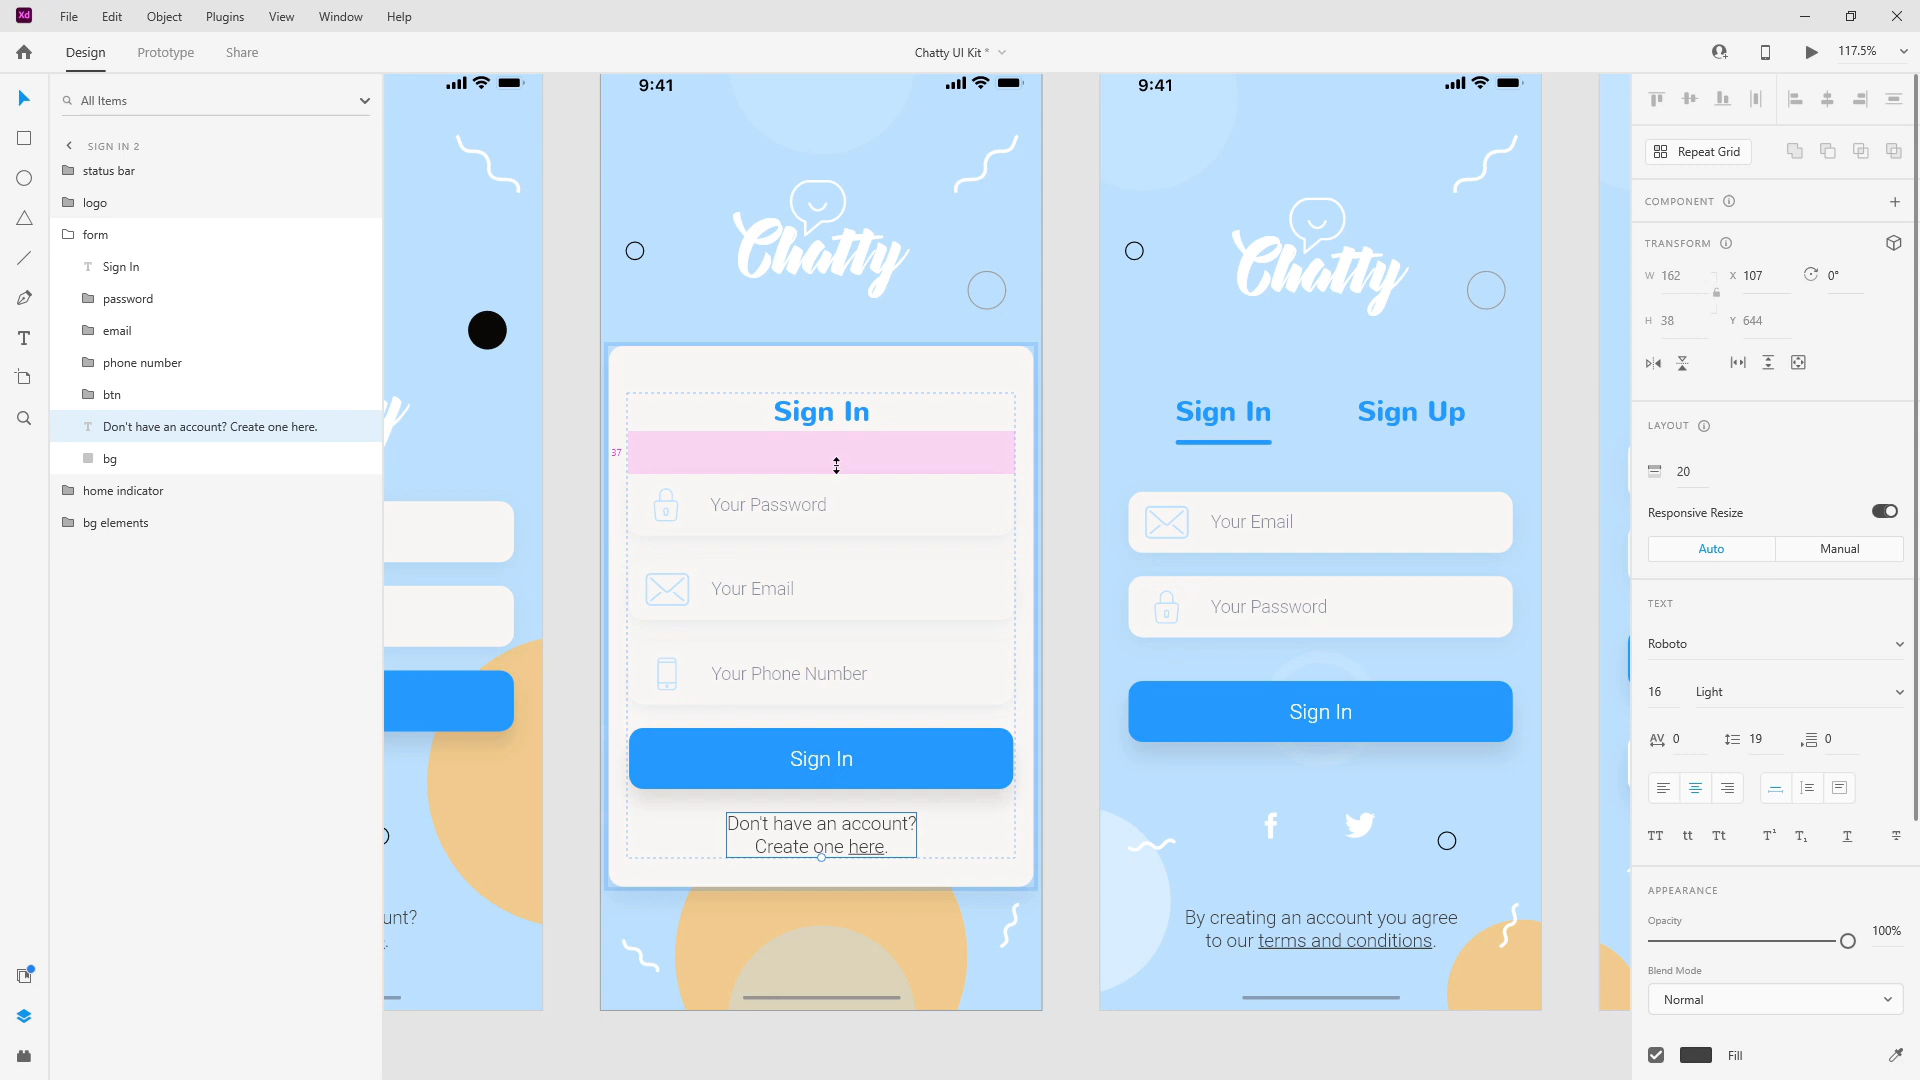 Xd
File Edit Object Plugins View Window Help
Design Prototype Share
Chatty UI Kit *
117.5%
All Items
SIGN IN 2
status bar
logo
form
Sign In
password
email
phone number
btn
Don't have an account? Create one here.
bg
home indicator
bg elements
unt?
9:41
Chatty
Sign In
37
Your Password
Your Email
Your Phone Number
Sign In
Don't have an account?
Create one here.
9:41
Chatty
Sign In Sign Up
Your Email
Your Password
Sign In
By creating an account you agree
to our terms and conditions.
Repeat Grid
COMPONENT
TRANSFORM
W 162 X 107 0°
H 38 Y 644
LAYOUT
20
Responsive Resize
Auto Manual
TEXT
Roboto
16 Light
AV 0 19 0
TT tt Tt T¹ T₁ T T
APPEARANCE
Opacity
100%
Blend Mode
Normal
Fill